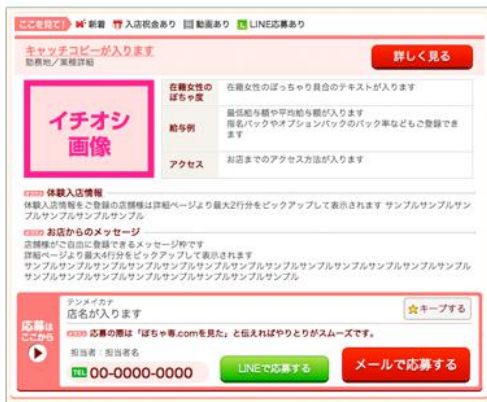 ここを見て! 新着 入店祝金あり 動画あり LINE応募あり
キャッチコピーが入ります
勤務地/業種詳細
詳しく見る
イチオシ
画像
在籍女性の
ぽちゃ度
在籍女性のぽっちゃり具合のテキストが入ります
給与例
最低給与額や平均給与額が入ります
指名バックやオプションバックのバック率などもご登録でき
ます
アクセス
お店までのアクセス方法が入ります
体験入店情報
体験入店情報をご登録の店舗様は詳細ページより最大2行分をピックアップして表示されます サンプルサンプルサン
プルサンプルサンプルサンプル
お店からのメッセージ
店舗様がご自由に登録できるメッセージ枠です
詳細ページより最大4行分をピックアップして表示されます
サンプルサンプルサンプルサンプルサンプルサンプルサンプルサンプルサンプルサンプルサンプルサンプルサンプル
サンプルサンプルサンプルサンプルサンプルサンプルサンプルサンプル
応募は
ここから
テンメイカナ
店名が入ります
キープする
応募の際は「ぽちゃ専.comを見た」と伝えればやりとりがスムーズです。
担当者:担当者名
TEL 00-0000-0000
LINEで応募する
メールで応募する